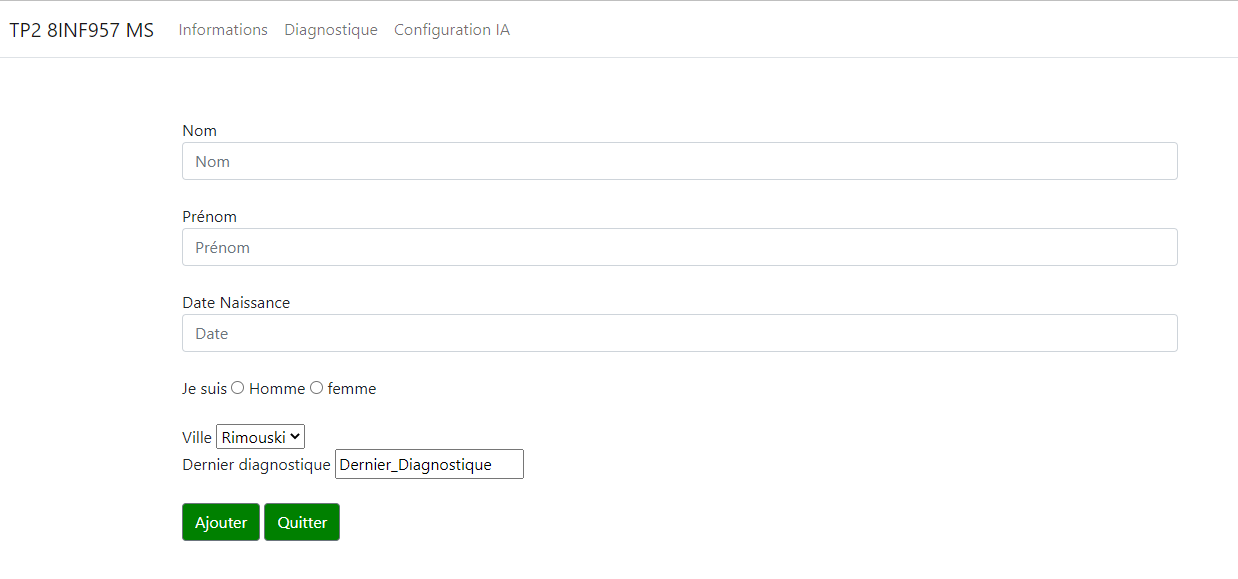 TP2 8INF957 MS Informations Diagnostique Configuration IA
Nom
Nom
Prénom
Prénom
Date Naissance
Date
Je suis Homme femme
Ville Rimouski
Dernier diagnostique Dernier_Diagnostique
Ajouter Quitter